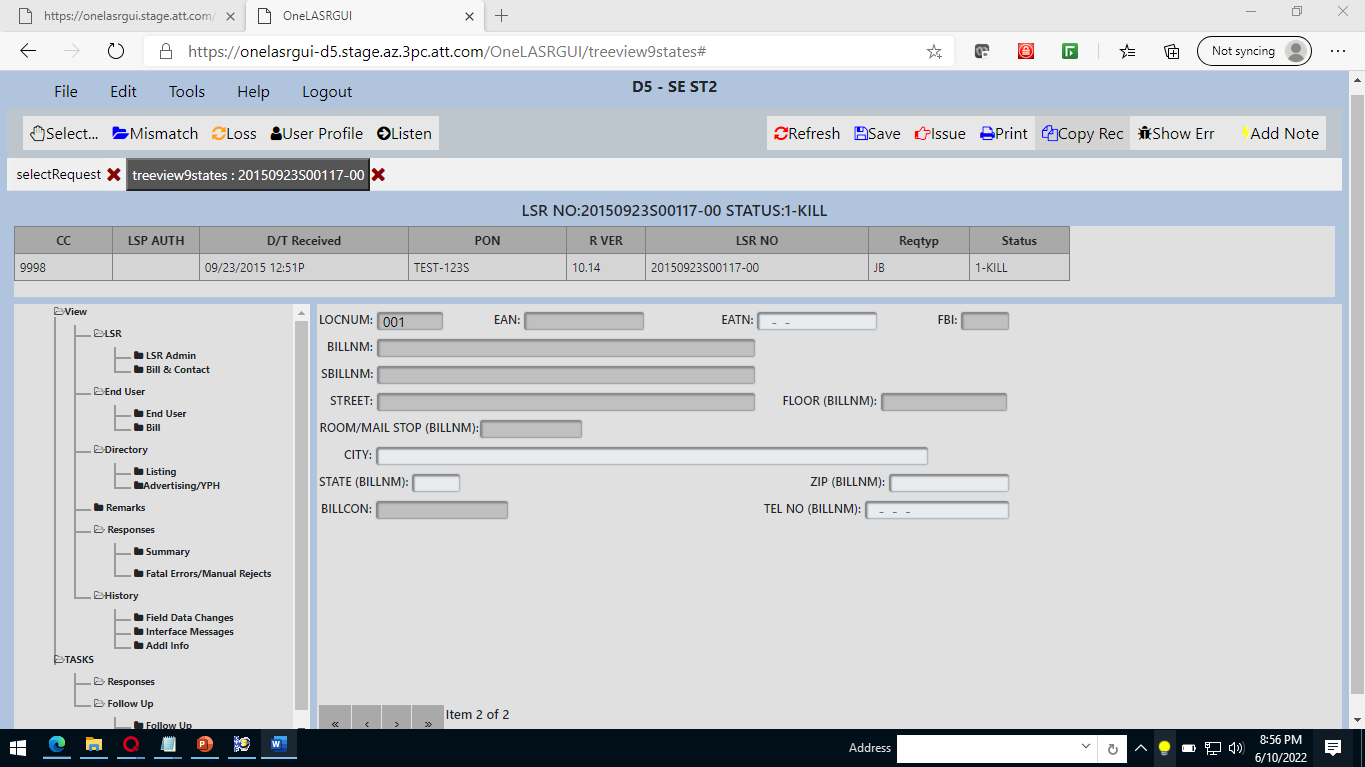 https://onelasrgui.stage.att.com/
OneLASRGUI
https://onelasrgui-d5.stage.az.3pc.att.com/OneLASRGUI/treeview9states#
Not syncing
File Edit Tools Help Logout
D5 - SE ST2
Select... Mismatch Loss User Profile Listen
Refresh Save Issue Print Copy Rec Show Err Add Note
selectRequest
treeview9states : 20150923S00117-00
LSR NO:20150923S00117-00 STATUS:1-KILL
CC LSP AUTH D/T Received PON R VER LSR NO Reqtyp Status
9998 09/23/2015 12:51P TEST-123S 10.14 20150923S00117-00 JB 1-KILL
View
LSR
LSR Admin
Bill & Contact
End User
End User
Bill
Directory
Listing
Advertising/YPH
Remarks
Responses
Summary
Fatal Errors/Manual Rejects
History
Field Data Changes
Interface Messages
Addl Info
TASKS
Responses
Follow Up
Follow Up
LOCNUM: 001 EAN: EATN: - - FBI:
BILLNM:
SBILLNM:
STREET: FLOOR (BILLNM):
ROOM/MAIL STOP (BILLNM):
CITY:
STATE (BILLNM): ZIP (BILLNM):
BILLCON: TEL NO (BILLNM): - - -
« ‹ › » Item 2 of 2
Address
8:56 PM
6/10/2022